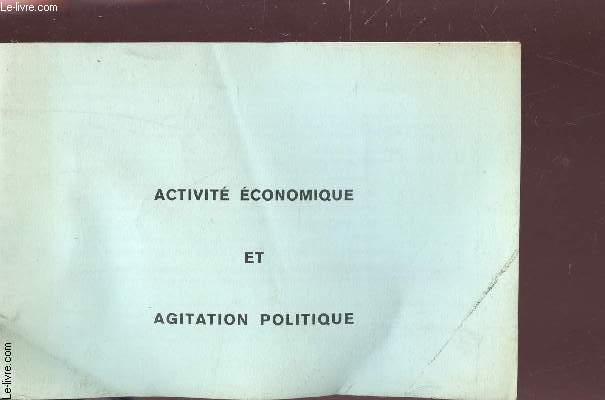 Le-livre.com
ACTIVITÉ ÉCONOMIQUE
ET
AGITATION POLITIQUE
Le-livre.com